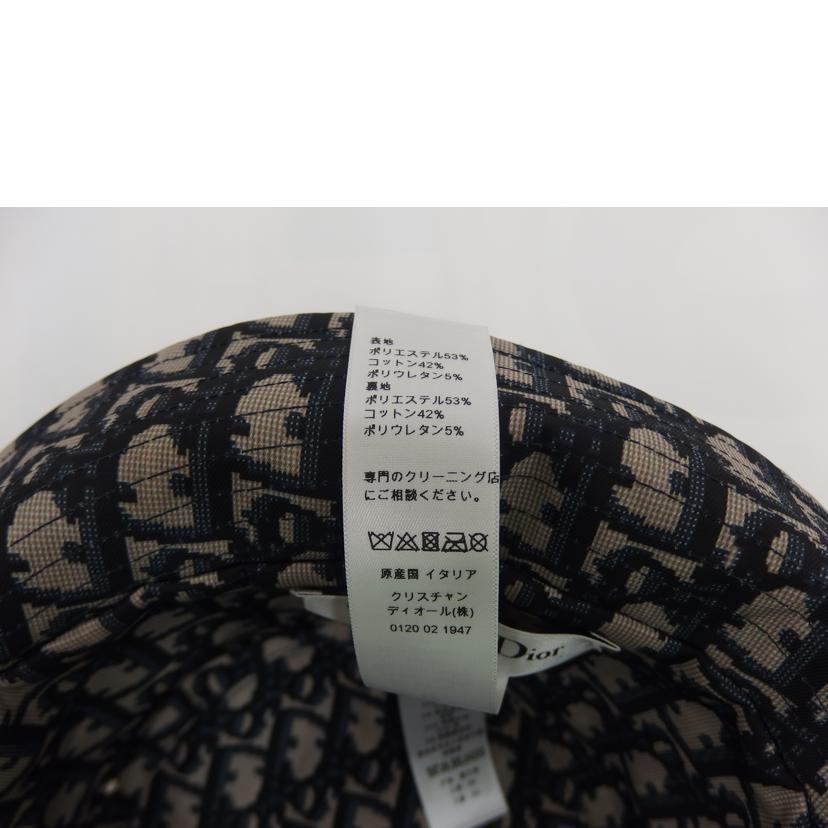 表地
ポリエステル53%
コットン42%
ポリウレタン5%
裏地
ポリエステル53%
コットン42%
ポリウレタン5%
専門のクリーニング店
にご相談ください。
原産国 イタリア
クリスチャン
ディオール(株)
0120 02 1947
Dior